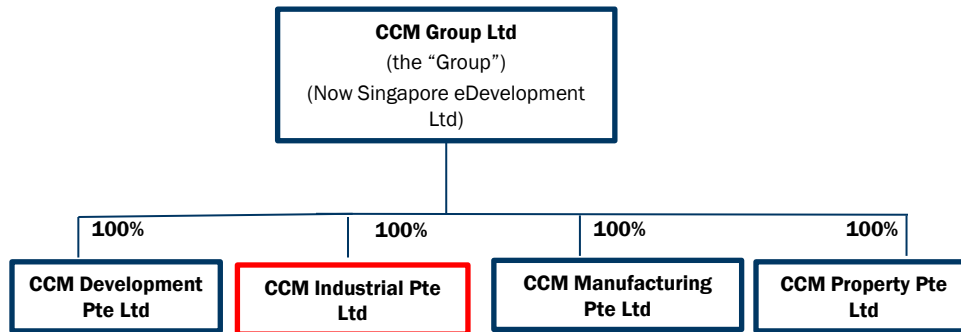 CCM Group Ltd
(the “Group”)
(Now Singapore eDevelopment
Ltd)
100%
100%
100%
100%
CCM Development
Pte Ltd
CCM Industrial Pte
Ltd
CCM Manufacturing
Pte Ltd
CCM Property Pte
Ltd